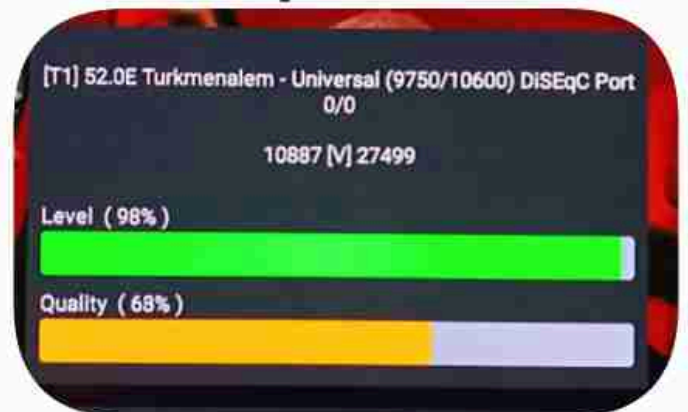 [T1] 52.0E Turkmenalem - Universal (9750/10600) DiSEqC Port
0/0
10887 [V] 27499
Level ( 98% )
Quality ( 68% )